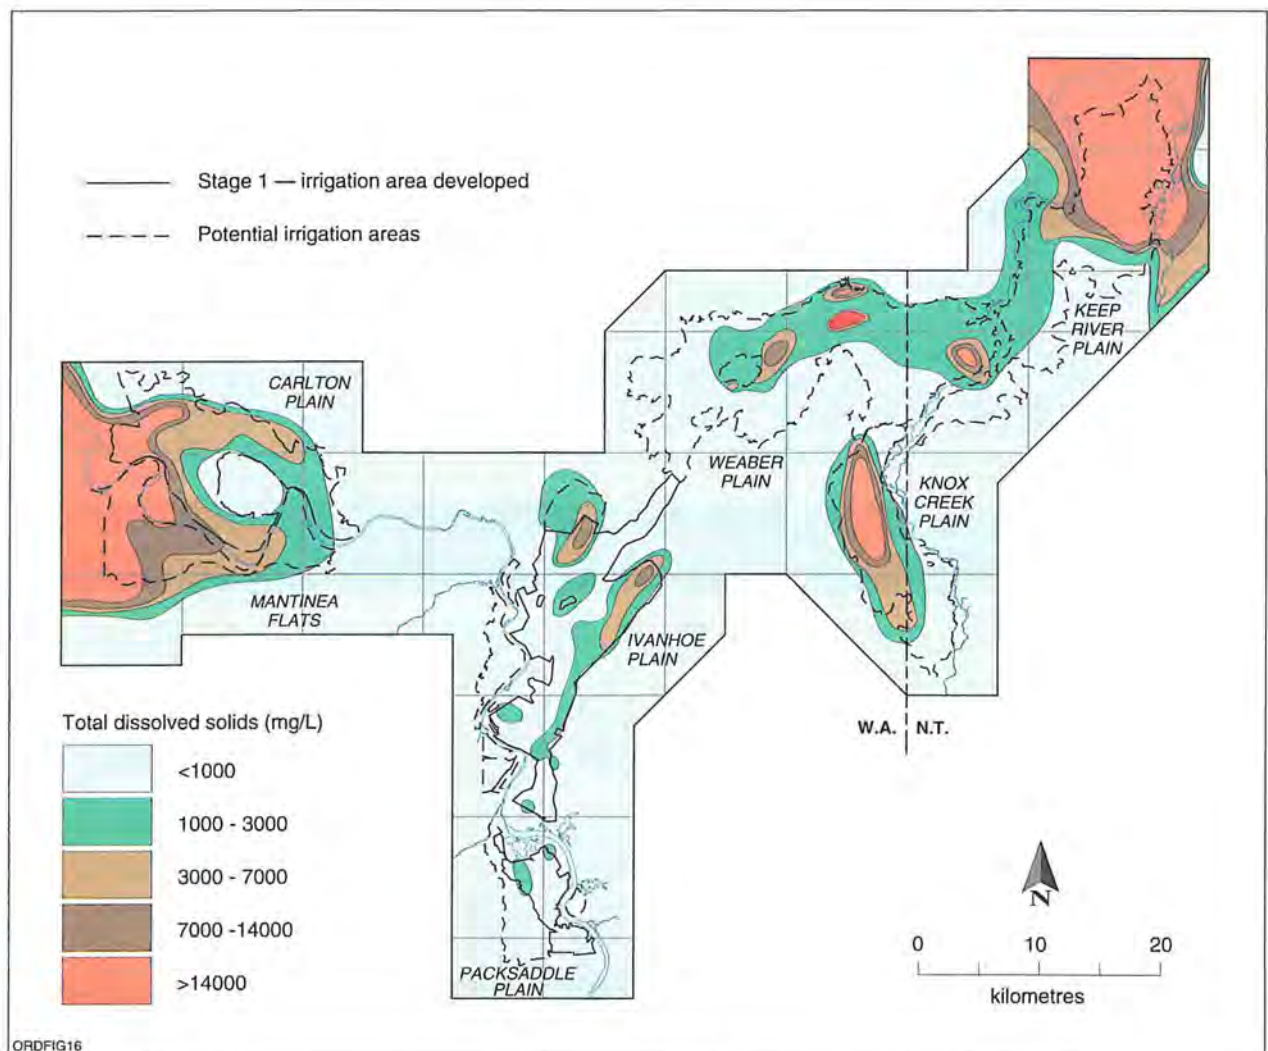 Stage 1 — irrigation area developed
Potential irrigation areas
CARLTON
PLAIN
KEEP
RIVER
PLAIN
WEABER
PLAIN
KNOX
CREEK
PLAIN
MANTINEA
FLATS
IVANHOE
PLAIN
W.A.
N.T.
PACKSADDLE
PLAIN
Total dissolved solids (mg/L)
<1000
1000 - 3000
3000 - 7000
7000 -14000
>14000
N
0 10 20
kilometres
ORDFIG16